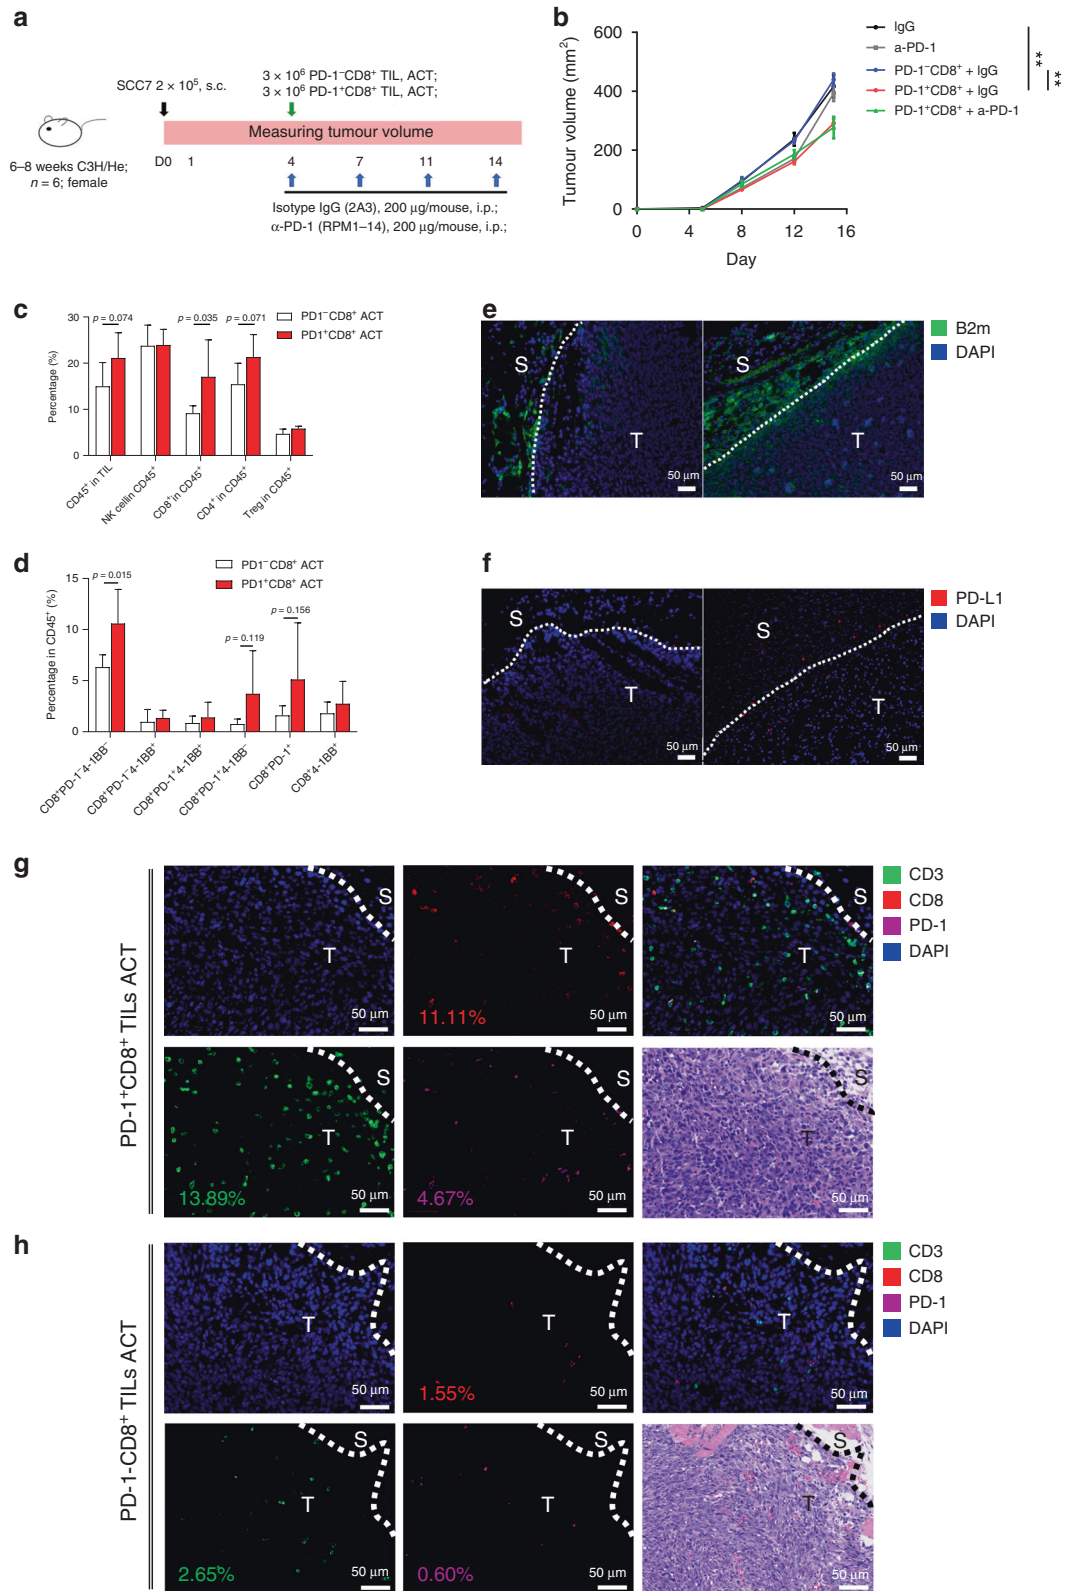 a
SCC7 2 × 10⁵, s.c.
3 × 10⁶ PD-1⁻CD8⁺ TIL, ACT;
3 × 10⁶ PD-1⁺CD8⁺ TIL, ACT;
Measuring tumour volume
6–8 weeks C3H/He;
n = 6; female
D0 1 4 7 11 14
Isotype IgG (2A3), 200 μg/mouse, i.p.;
α-PD-1 (RPM1–14), 200 μg/mouse, i.p.;
b
Tumour volume (mm²)
600
400
200
0
0 4 8 12 16
Day
IgG
a-PD-1
PD-1⁻CD8⁺ + IgG
PD-1⁺CD8⁺ + IgG
PD-1⁺CD8⁺ + a-PD-1
**
**
c
PD1⁻CD8⁺ ACT
PD1⁺CD8⁺ ACT
Percentage (%)
30
20
10
0
p = 0.074
p = 0.035
p = 0.071
CD45⁺ in TIL
NK cellin CD45⁺
CD8⁺in CD45⁺
CD4⁺ in CD45⁺
Treg in CD45⁺
d
PD1⁻CD8⁺ ACT
PD1⁺CD8⁺ ACT
Percentage in CD45⁺ (%)
15
10
5
0
p = 0.015
p = 0.119
p = 0.156
CD8⁺PD-1⁻4-1BB⁻
CD8⁺PD-1⁻4-1BB⁺
CD8⁺PD-1⁺4-1BB⁺
CD8⁺PD-1⁺4-1BB⁻
CD8⁺PD-1⁺
CD8⁺4-1BB⁺
e
S
T
50 μm
S
T
50 μm
B2m
DAPI
f
S
T
50 μm
S
T
50 μm
PD-L1
DAPI
g
PD-1⁺CD8⁺ TILs ACT
S
T
50 μm
S
T
11.11%
50 μm
S
T
50 μm
CD3
CD8
PD-1
DAPI
S
T
13.89%
50 μm
S
T
4.67%
50 μm
S
T
50 μm
h
PD-1-CD8⁺ TILs ACT
T
50 μm
T
1.55%
50 μm
T
50 μm
CD3
CD8
PD-1
DAPI
S
T
2.65%
50 μm
S
T
0.60%
50 μm
S
T
50 μm